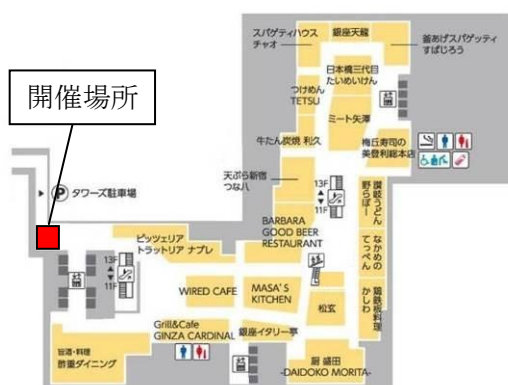 スパゲティハウス
チャオ
銀座天龍
釜あげスパゲッティ
すぱじろう
日本橋三代目
たいめいけん
つけめん
TETSU
ミート矢澤
開催場所
牛たん炭焼 利久
梅丘寿司の
美登利総本店
天ぷら新宿
つな八
13F
11F
讃岐うどん
野らぼー
P タワーズ駐車場
BARBARA
GOOD BEER
RESTAURANT
なかめの
てっぺん
ピッツェリア
トラットリア ナプレ
13F
11F
WIRED CAFE
MASA'S
KITCHEN
松玄
鶏鉄板料理
かしわ
Grill&Cafe
GINZA CARDINAL
銀座イタリー亭
旨酒・料理
酢重ダイニング
厨 盛田
-DAIDOKO MORITA-